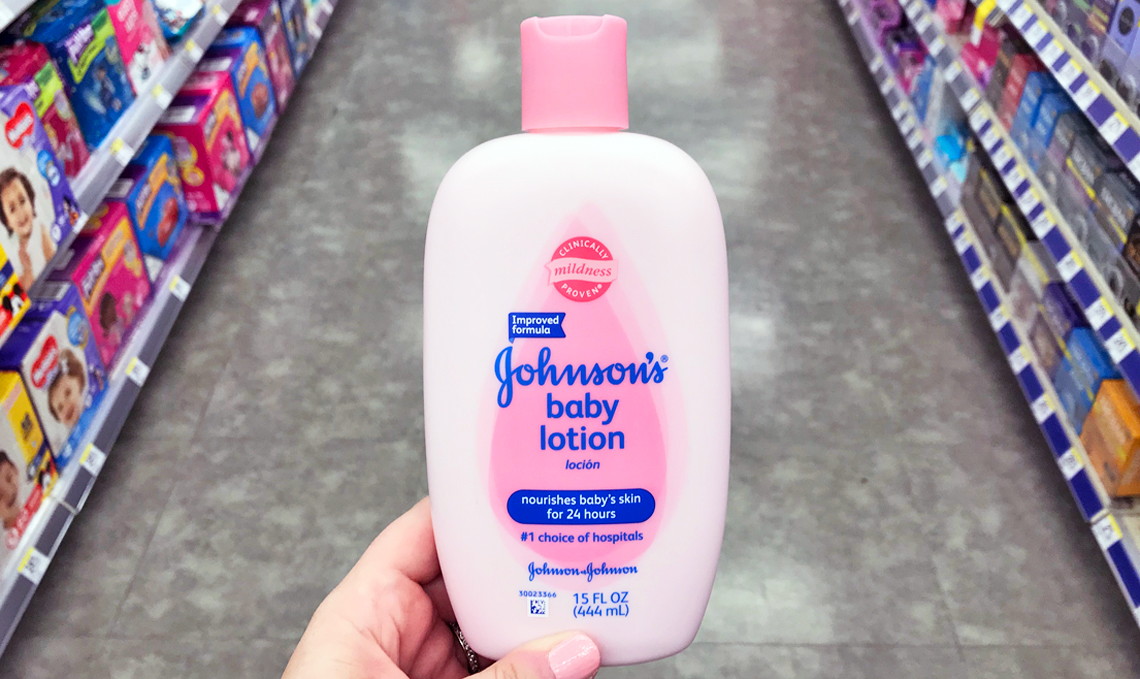 CLINICALLY
mildness
PROVEN®
Improved
formula
Johnson's®
baby
lotion
loción
nourishes baby's skin
for 24 hours
#1 choice of hospitals
Johnson & Johnson
30023366
15 FL OZ
(444 mL)